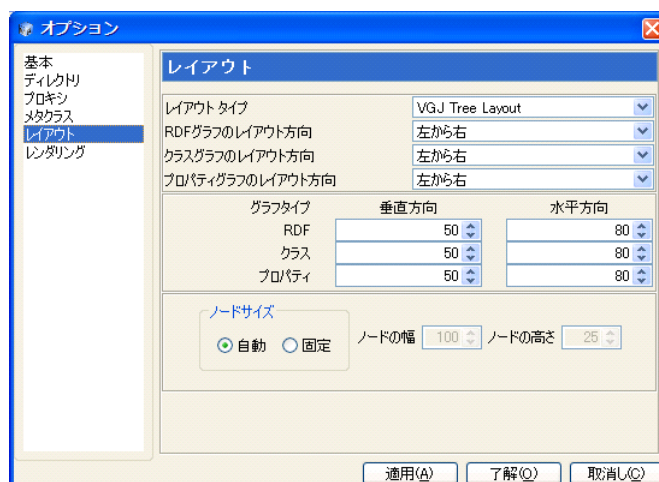 オプション
基本
ディレクトリ
プロキシ
メタクラス
レイアウト
レンダリング
レイアウト
レイアウト タイプ VGJ Tree Layout
RDFグラフのレイアウト方向 左から右
クラスグラフのレイアウト方向 左から右
プロパティグラフのレイアウト方向 左から右
グラフタイプ 垂直方向 水平方向
RDF 50 80
クラス 50 80
プロパティ 50 80
ノードサイズ
自動 固定 ノードの幅 100 ノードの高さ 25
適用(A) 了解(O) 取消し(C)